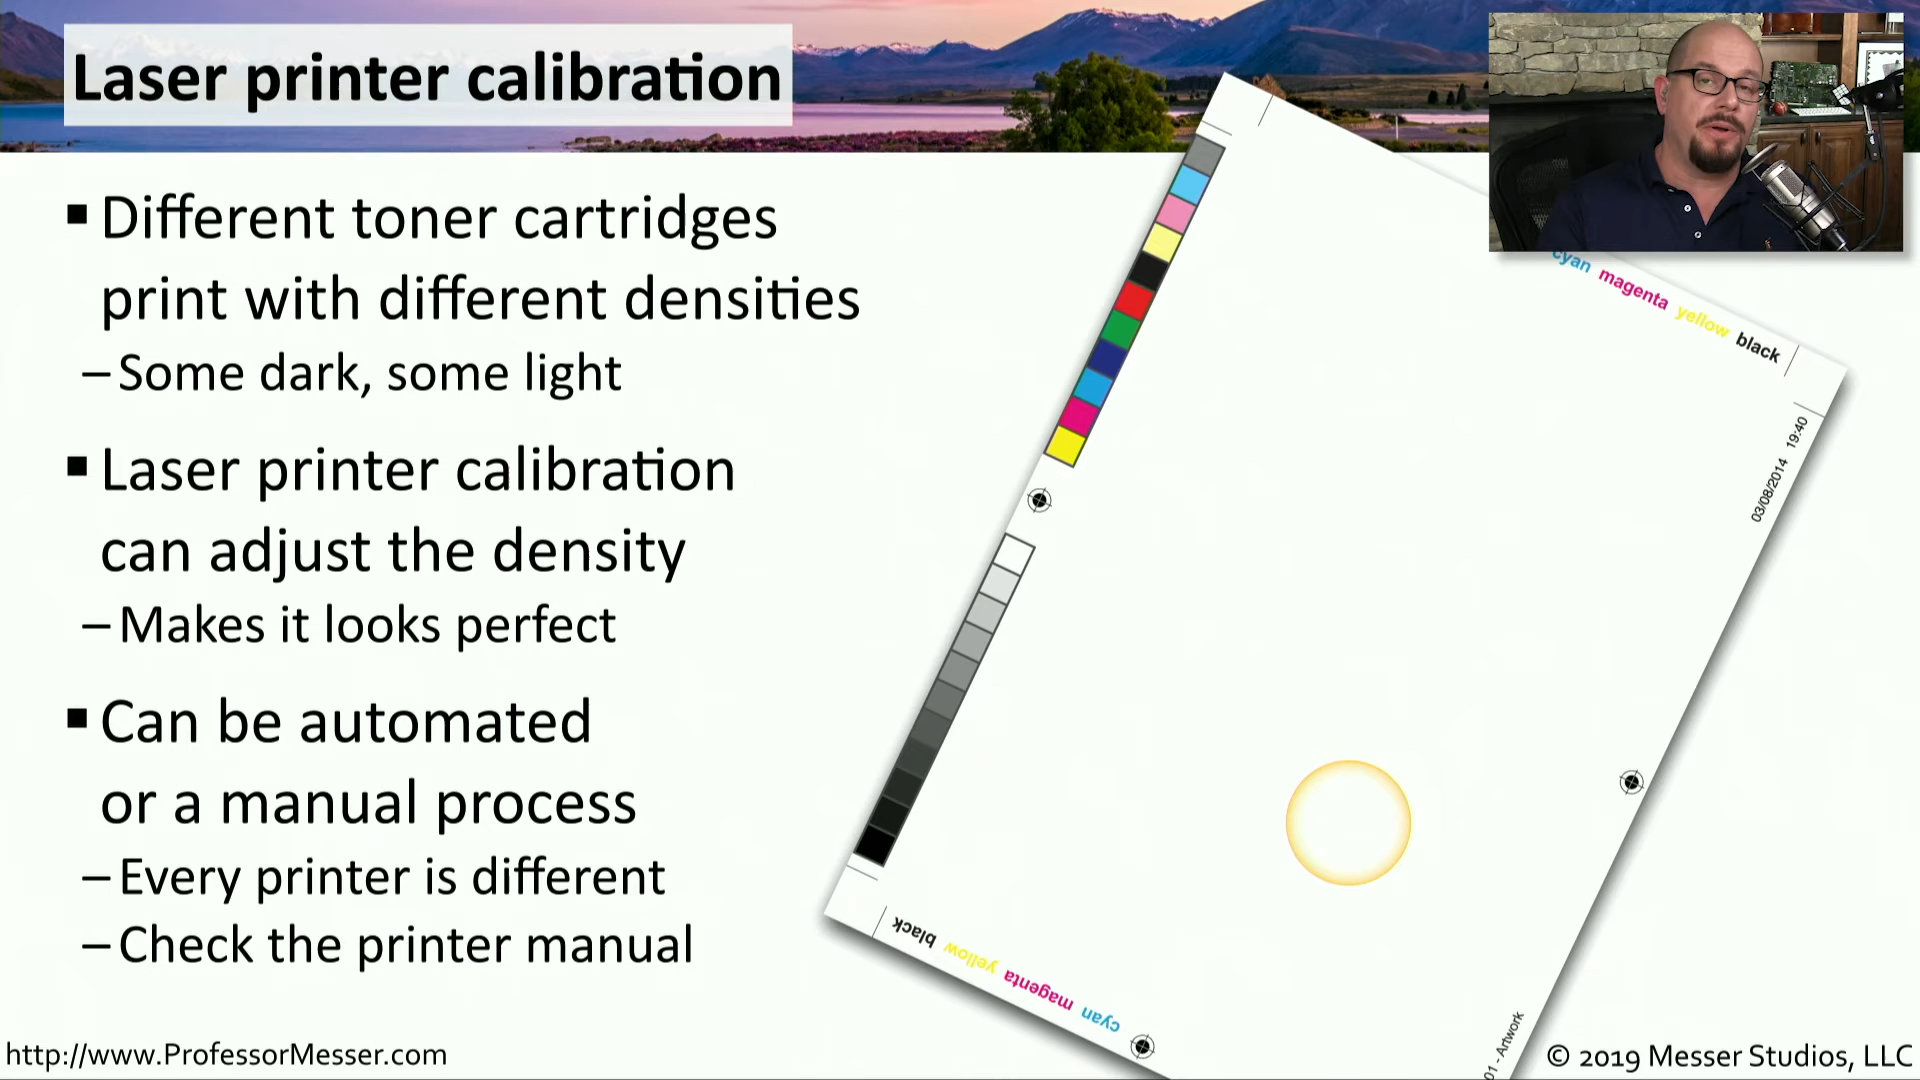 Laser printer calibration
▪ Different toner cartridges
print with different densities
– Some dark, some light
▪ Laser printer calibration
can adjust the density
– Makes it looks perfect
▪ Can be automated
or a manual process
– Every printer is different
– Check the printer manual
cyan magenta yellow black
03/08/2014 19:40
black yellow magenta cyan
01 - Artwork
http://www.ProfessorMesser.com
© 2019 Messer Studios, LLC